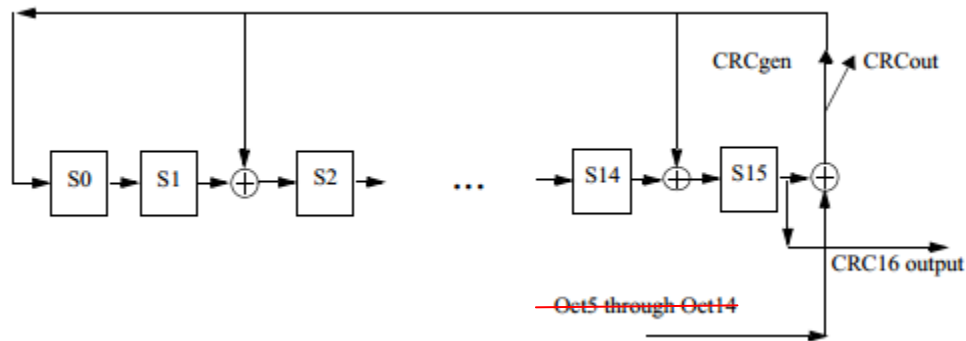 CRCgen
CRCout
S0
S1
S2
...
S14
S15
CRC16 output
Oct5 through Oct14